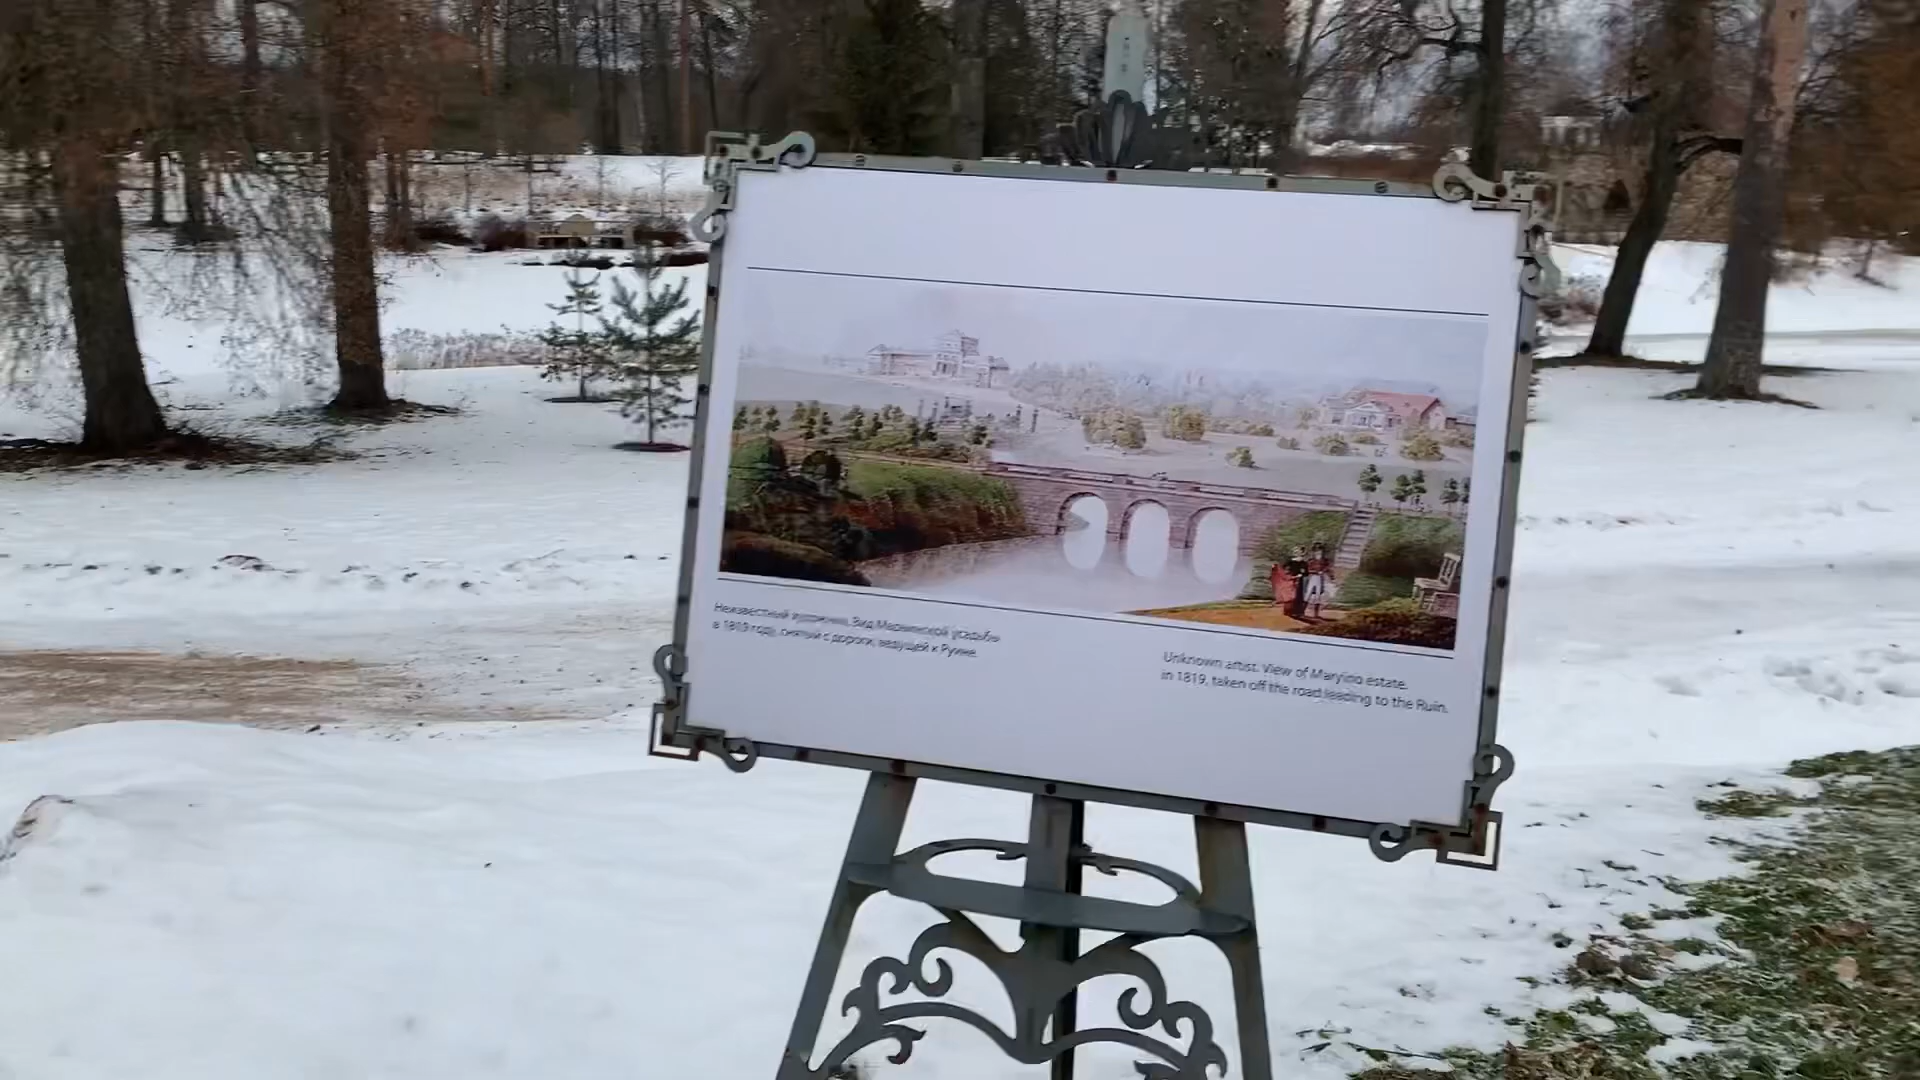 Неизвестный художник. Вид Марьинской усадьбы
в 1819 году, снятый с дороги, ведущей к Руине.
Unknown artist. View of Maryino estate.
in 1819, taken off the road leading to the Ruin.